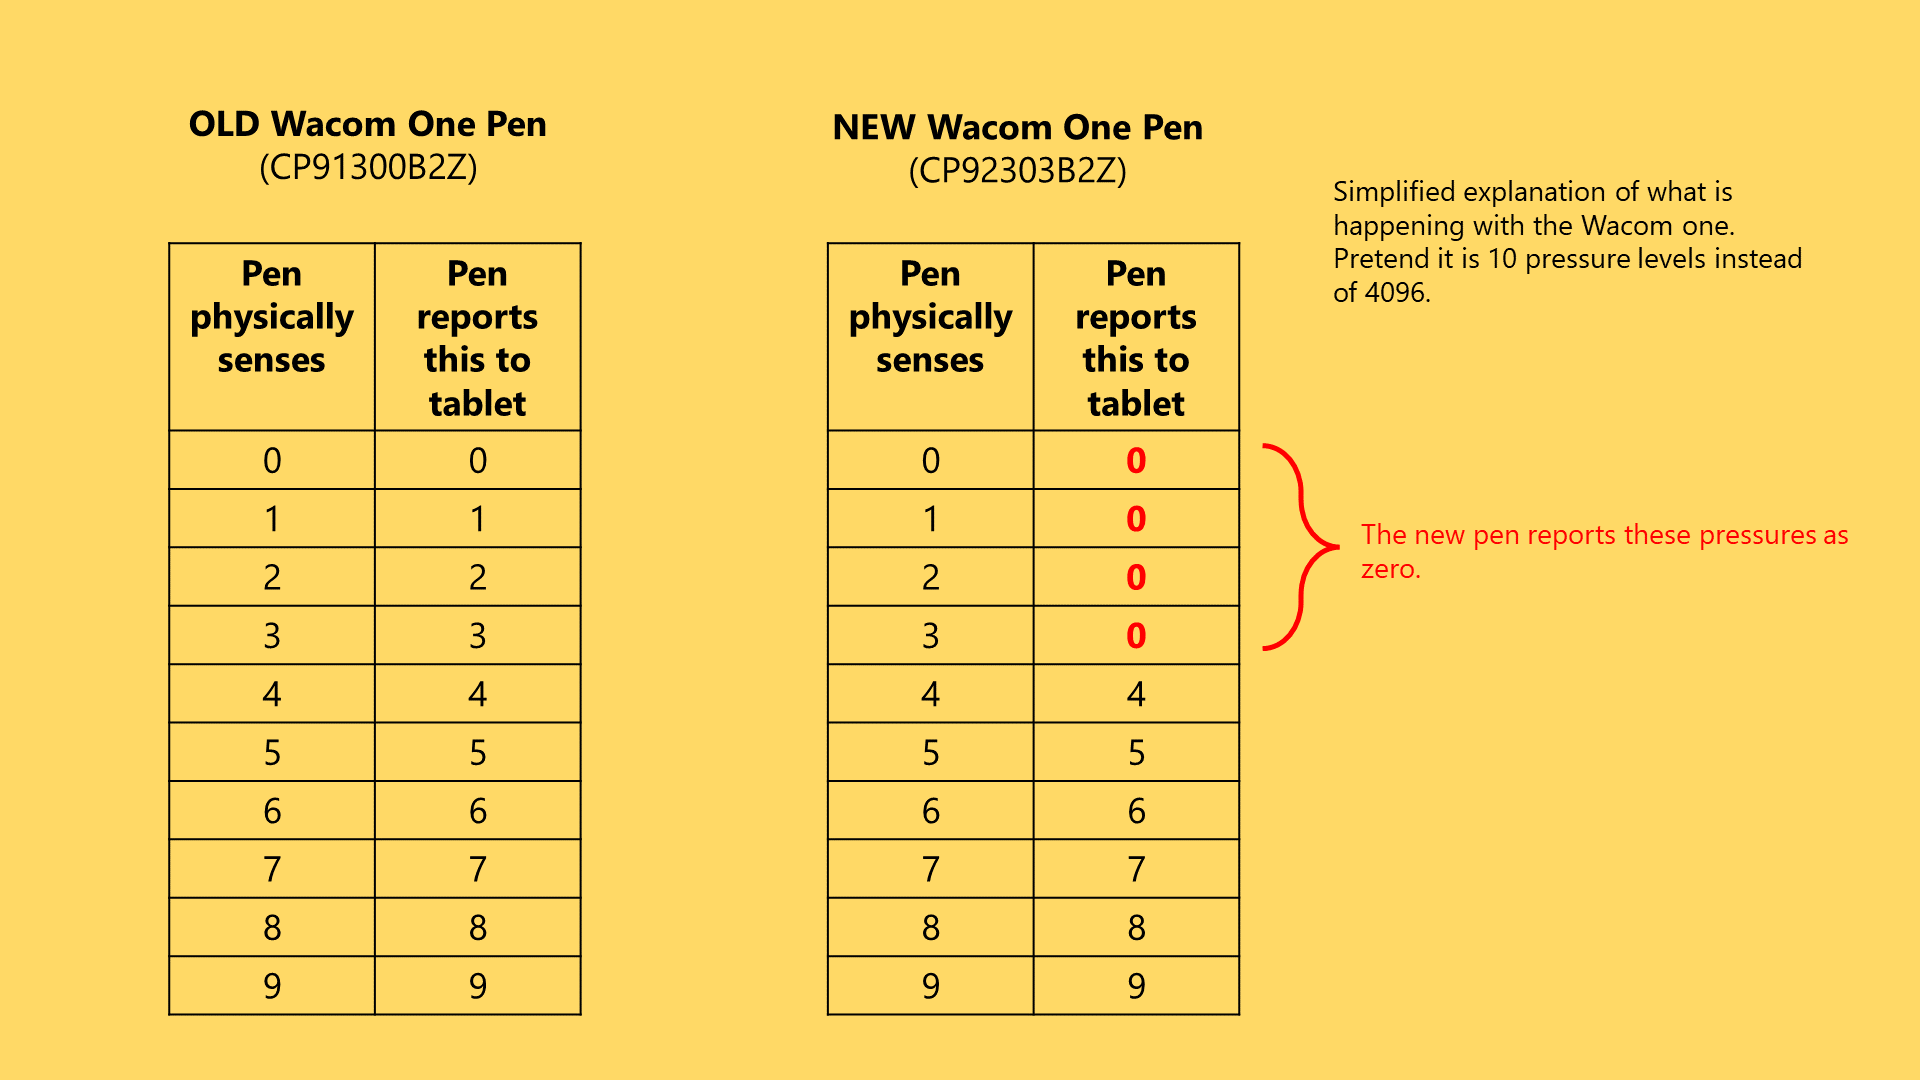 OLD Wacom One Pen
(CP91300B2Z)
Pen physically senses | Pen reports this to tablet
0 | 0
1 | 1
2 | 2
3 | 3
4 | 4
5 | 5
6 | 6
7 | 7
8 | 8
9 | 9
NEW Wacom One Pen
(CP92303B2Z)
Pen physically senses | Pen reports this to tablet
0 | 0
1 | 0
2 | 0
3 | 0
4 | 4
5 | 5
6 | 6
7 | 7
8 | 8
9 | 9
Simplified explanation of what is
happening with the Wacom one.
Pretend it is 10 pressure levels instead
of 4096.
The new pen reports these pressures as
zero.